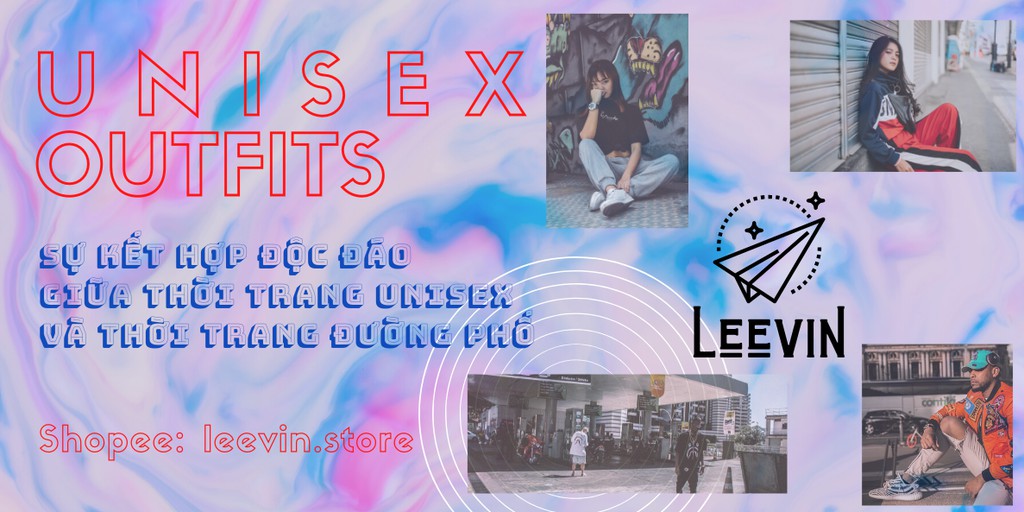 UNISEX
OUTFITS
SỰ KẾT HỢP ĐỘC ĐÁO
GIỮA THỜI TRANG UNISEX
VÀ THỜI TRANG ĐƯỜNG PHỐ
Shopee: leevin.store
LEEVIN